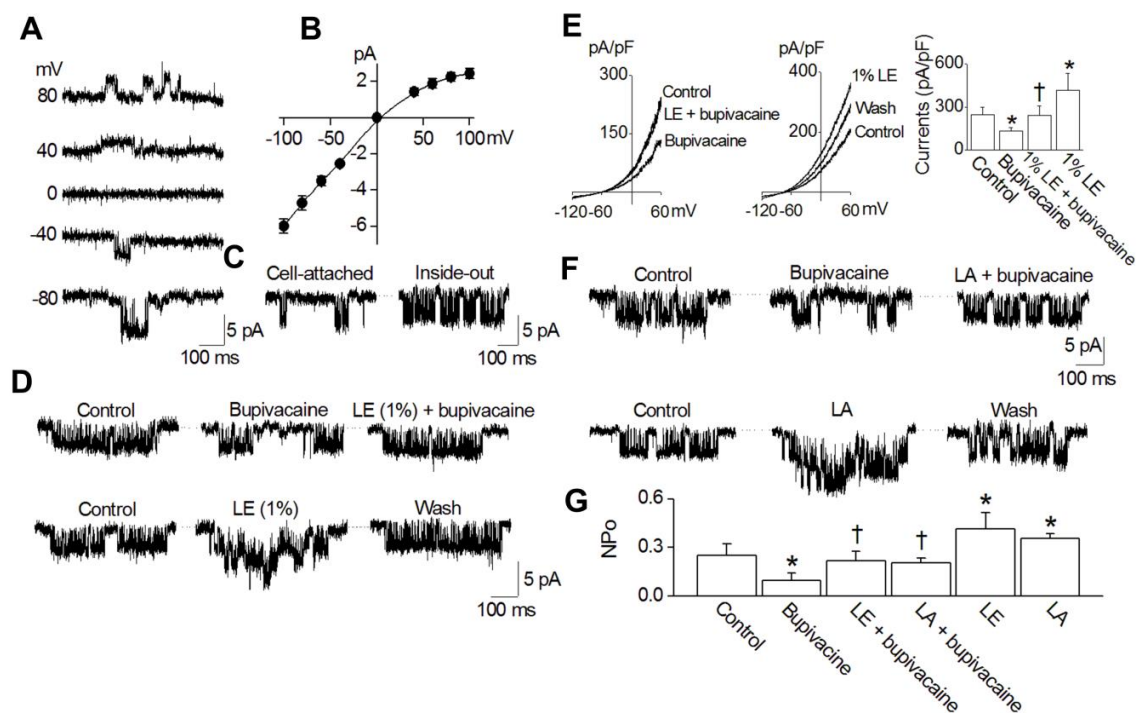 A
mV
80
40
0
-40
-80
5 pA
100 ms
B
pA
2
-100
-50
50
100 mV
-2
-4
-6
C
Cell-attached
Inside-out
5 pA
100 ms
D
Control
Bupivacaine
LE (1%) + bupivacaine
Control
LE (1%)
Wash
5 pA
100 ms
E
pA/pF
300
150
Control
LE + bupivacaine
Bupivacaine
-120-60
60 mV
pA/pF
400
200
1% LE
Wash
Control
-120-60
60 mV
Currents (pA/pF)
600
300
0
*
†
*
Control
Bupivacaine
1% LE + bupivacaine
1% LE
F
Control
Bupivacaine
LA + bupivacaine
5 pA
100 ms
Control
LA
Wash
G
NPo
0.6
0.3
0.0
*
†
†
*
*
Control
Bupivacine
LE + bupivacaine
LA + bupivacaine
LE
LA